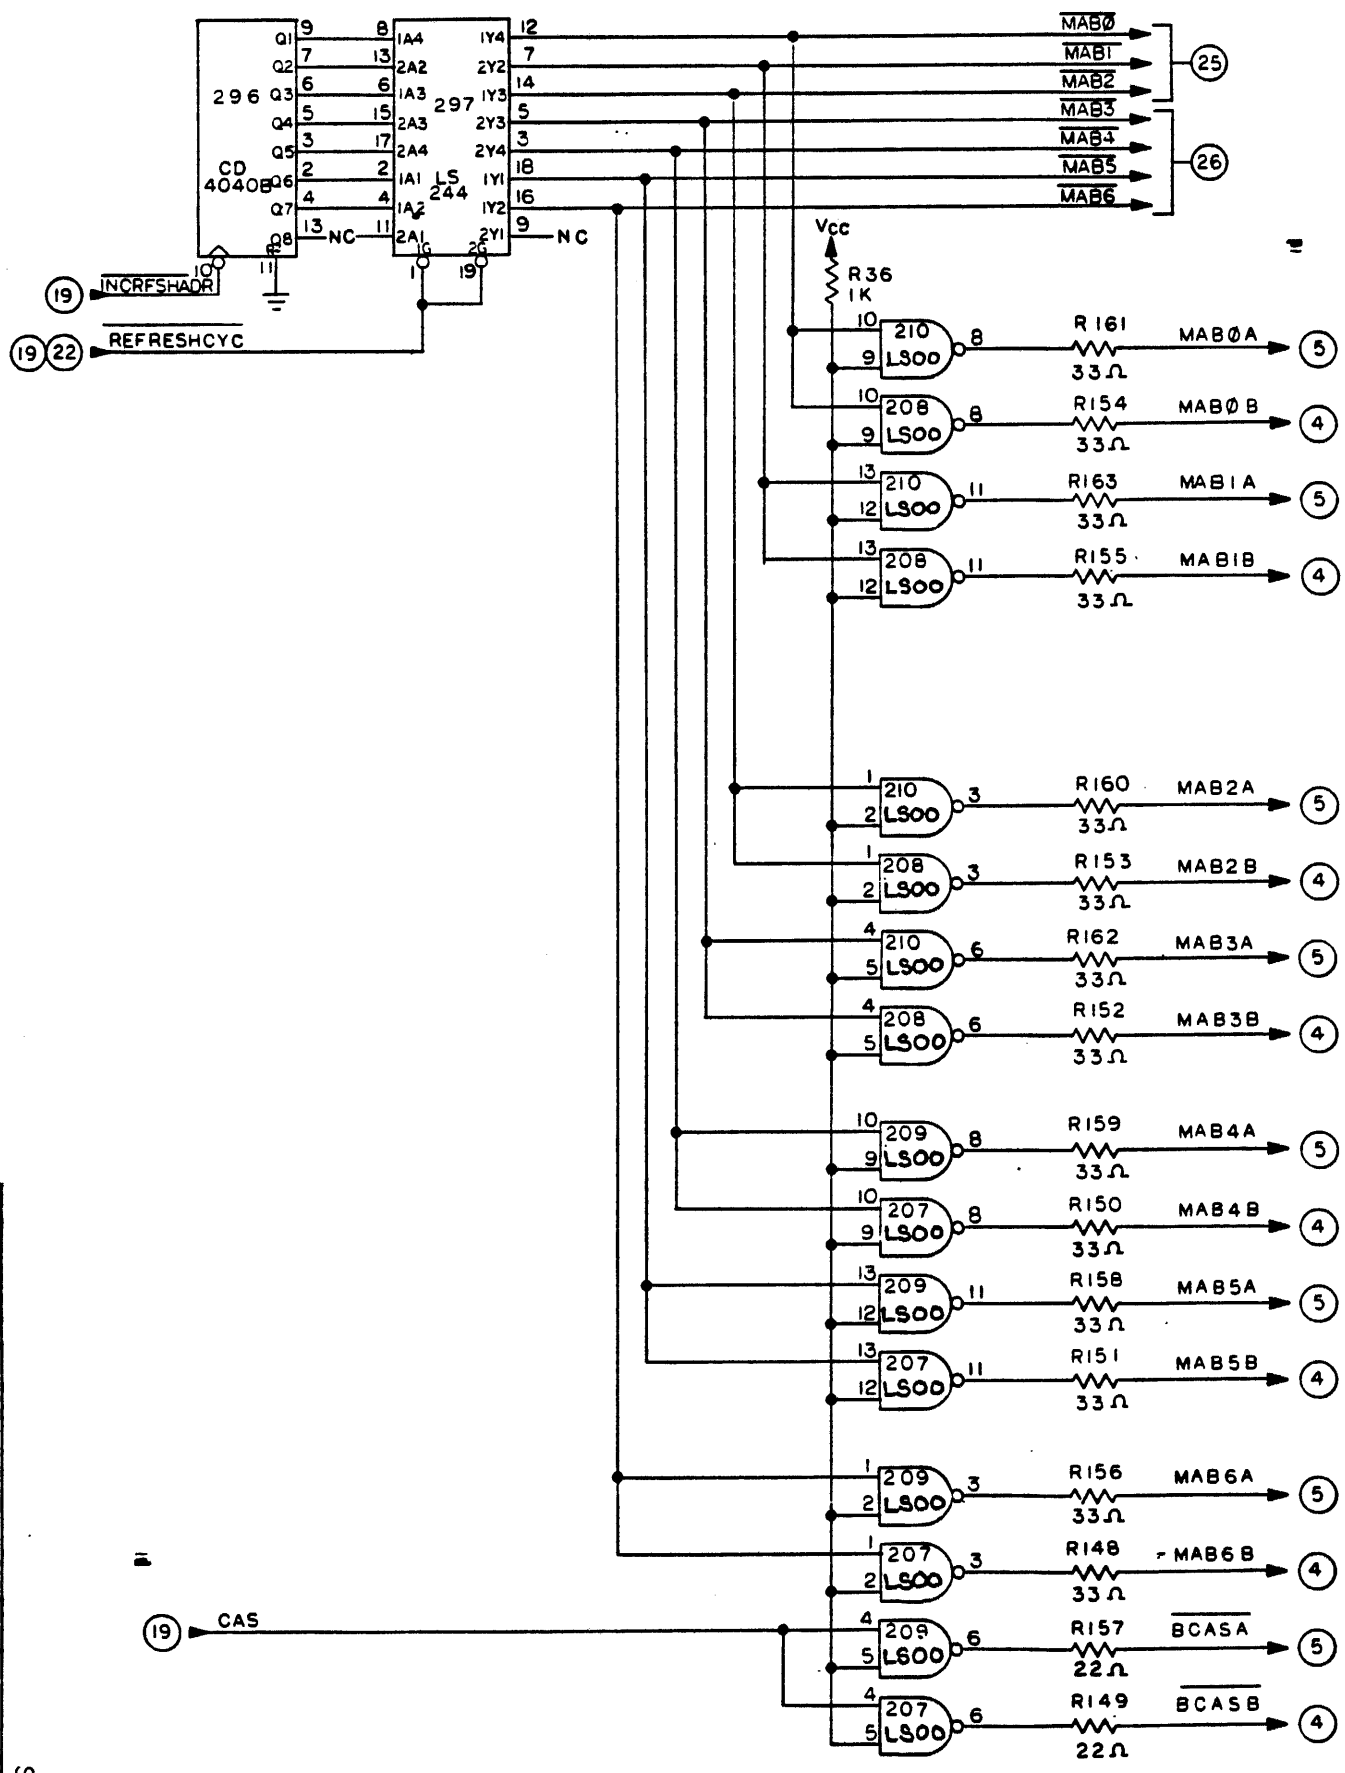 296
CD
4040B
Q1 9 8 1A4 1Y4 12 MABØ
Q2 7 13 2A2 2Y2 7 MAB1
Q3 6 6 1A3 297 1Y3 14 MAB2
Q4 5 15 2A3 2Y3 5 MAB3
Q5 3 17 2A4 2Y4 3 MAB4
Q6 2 2 1A1 LS 1Y1 18 MAB5
Q7 4 4 1A2 244 1Y2 16 MAB6
Q8 13 NC 11 2A1 2Y1 9 NC
25
26
10 11 R 1G 2G
1 19
19 INCRFSHADR
19 22 REFRESHCYC
Vcc
R36
1K
10 9 210 LS00 8 R161 33Ω MABØA 5
10 9 208 LS00 8 R154 33Ω MABØB 4
13 12 210 LS00 11 R163 33Ω MAB1A 5
13 12 208 LS00 11 R155 33Ω MAB1B 4
1 2 210 LS00 3 R160 33Ω MAB2A 5
1 2 208 LS00 3 R153 33Ω MAB2B 4
4 5 210 LS00 6 R162 33Ω MAB3A 5
4 5 208 LS00 6 R152 33Ω MAB3B 4
10 9 209 LS00 8 R159 33Ω MAB4A 5
10 9 207 LS00 8 R150 33Ω MAB4B 4
13 12 209 LS00 11 R158 33Ω MAB5A 5
13 12 207 LS00 11 R151 33Ω MAB5B 4
1 2 209 LS00 3 R156 33Ω MAB6A 5
1 2 207 LS00 3 R148 33Ω MAB6B 4
19 CAS
4 5 209 LS00 6 R157 22Ω BCASA 5
4 5 207 LS00 6 R149 22Ω BCASB 4